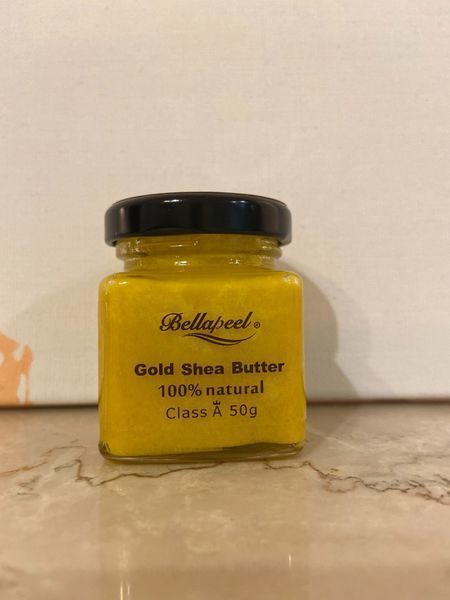 Bellapeel®
Gold Shea Butter
100% natural
Class A 50g